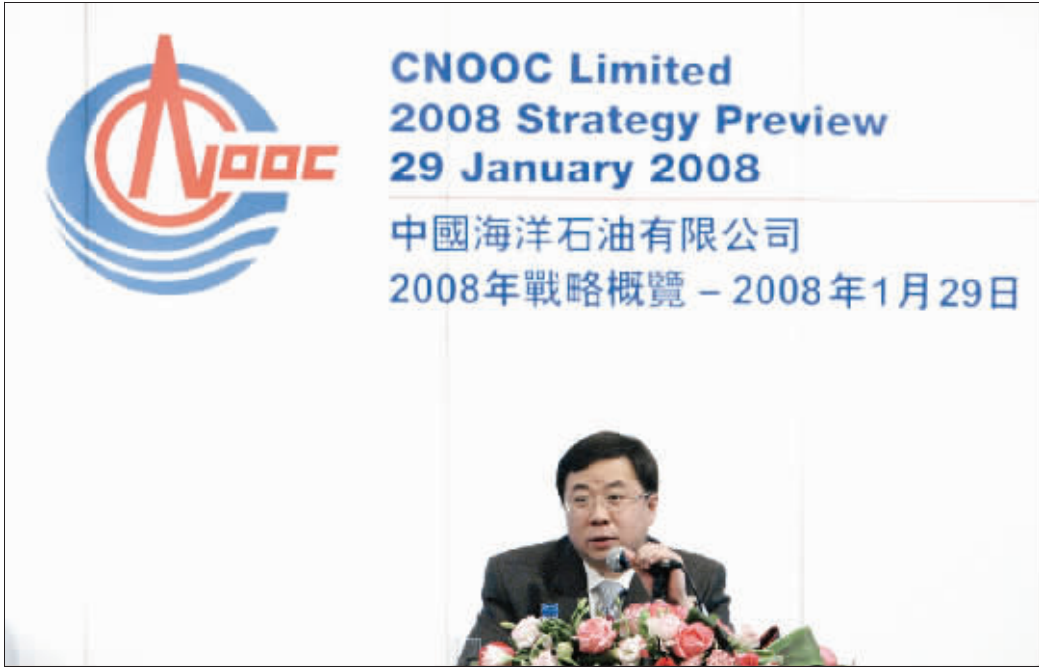 CNOOC
CNOOC Limited
2008 Strategy Preview
29 January 2008
中國海洋石油有限公司
2008年戰略概覽 – 2008年1月29日